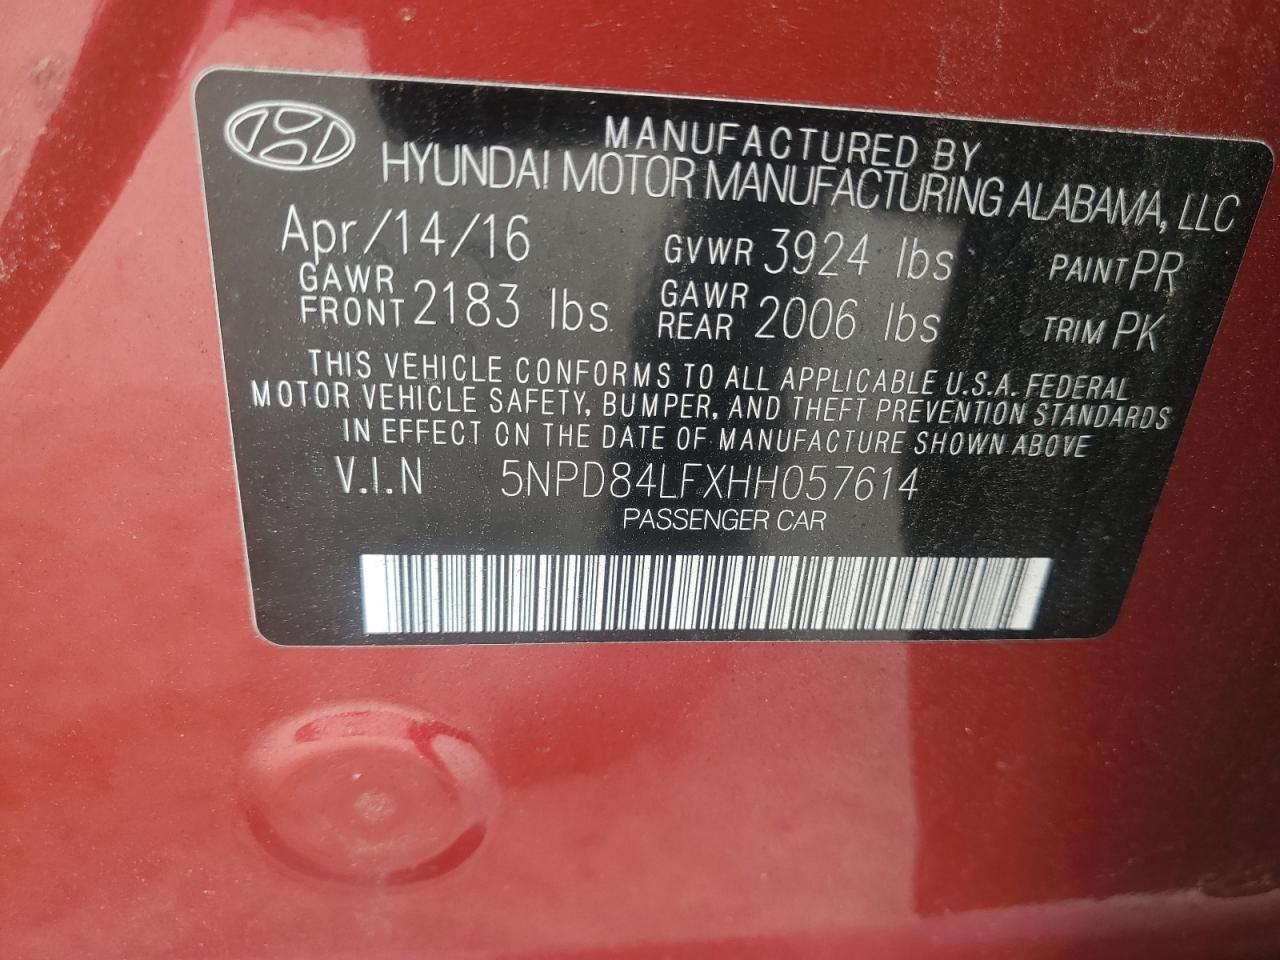 MANUFACTURED BY
HYUNDAI MOTOR MANUFACTURING ALABAMA, LLC
Apr/14/16 GVWR 3924 lbs PAINT PR
GAWR FRONT 2183 lbs GAWR REAR 2006 lbs TRIM PK
THIS VEHICLE CONFORMS TO ALL APPLICABLE U.S.A. FEDERAL
MOTOR VEHICLE SAFETY, BUMPER, AND THEFT PREVENTION STANDARDS
IN EFFECT ON THE DATE OF MANUFACTURE SHOWN ABOVE
V.I.N 5NPD84LFXHH057614
PASSENGER CAR